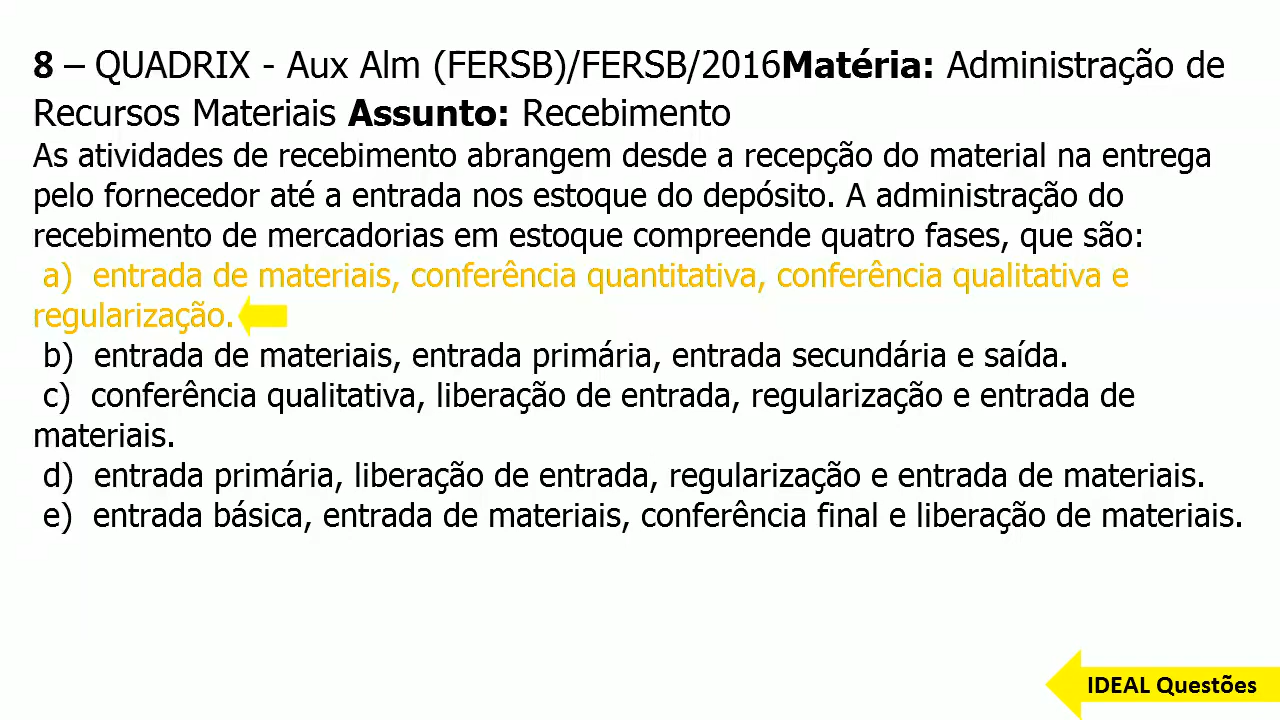 8 – QUADRIX - Aux Alm (FERSB)/FERSB/2016Matéria: Administração de
Recursos Materiais Assunto: Recebimento
As atividades de recebimento abrangem desde a recepção do material na entrega
pelo fornecedor até a entrada nos estoque do depósito. A administração do
recebimento de mercadorias em estoque compreende quatro fases, que são:
a) entrada de materiais, conferência quantitativa, conferência qualitativa e
regularização.
b) entrada de materiais, entrada primária, entrada secundária e saída.
c) conferência qualitativa, liberação de entrada, regularização e entrada de
materiais.
d) entrada primária, liberação de entrada, regularização e entrada de materiais.
e) entrada básica, entrada de materiais, conferência final e liberação de materiais.
IDEAL Questões